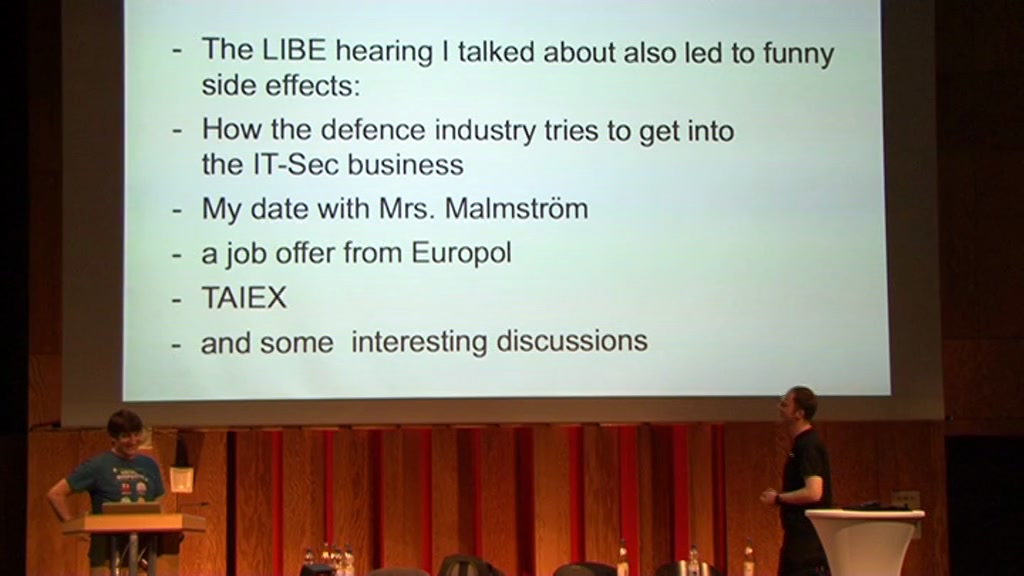 - The LIBE hearing I talked about also led to funny
side effects:
- How the defence industry tries to get into
the IT-Sec business
- My date with Mrs. Malmström
- a job offer from Europol
- TAIEX
- and some  interesting discussions